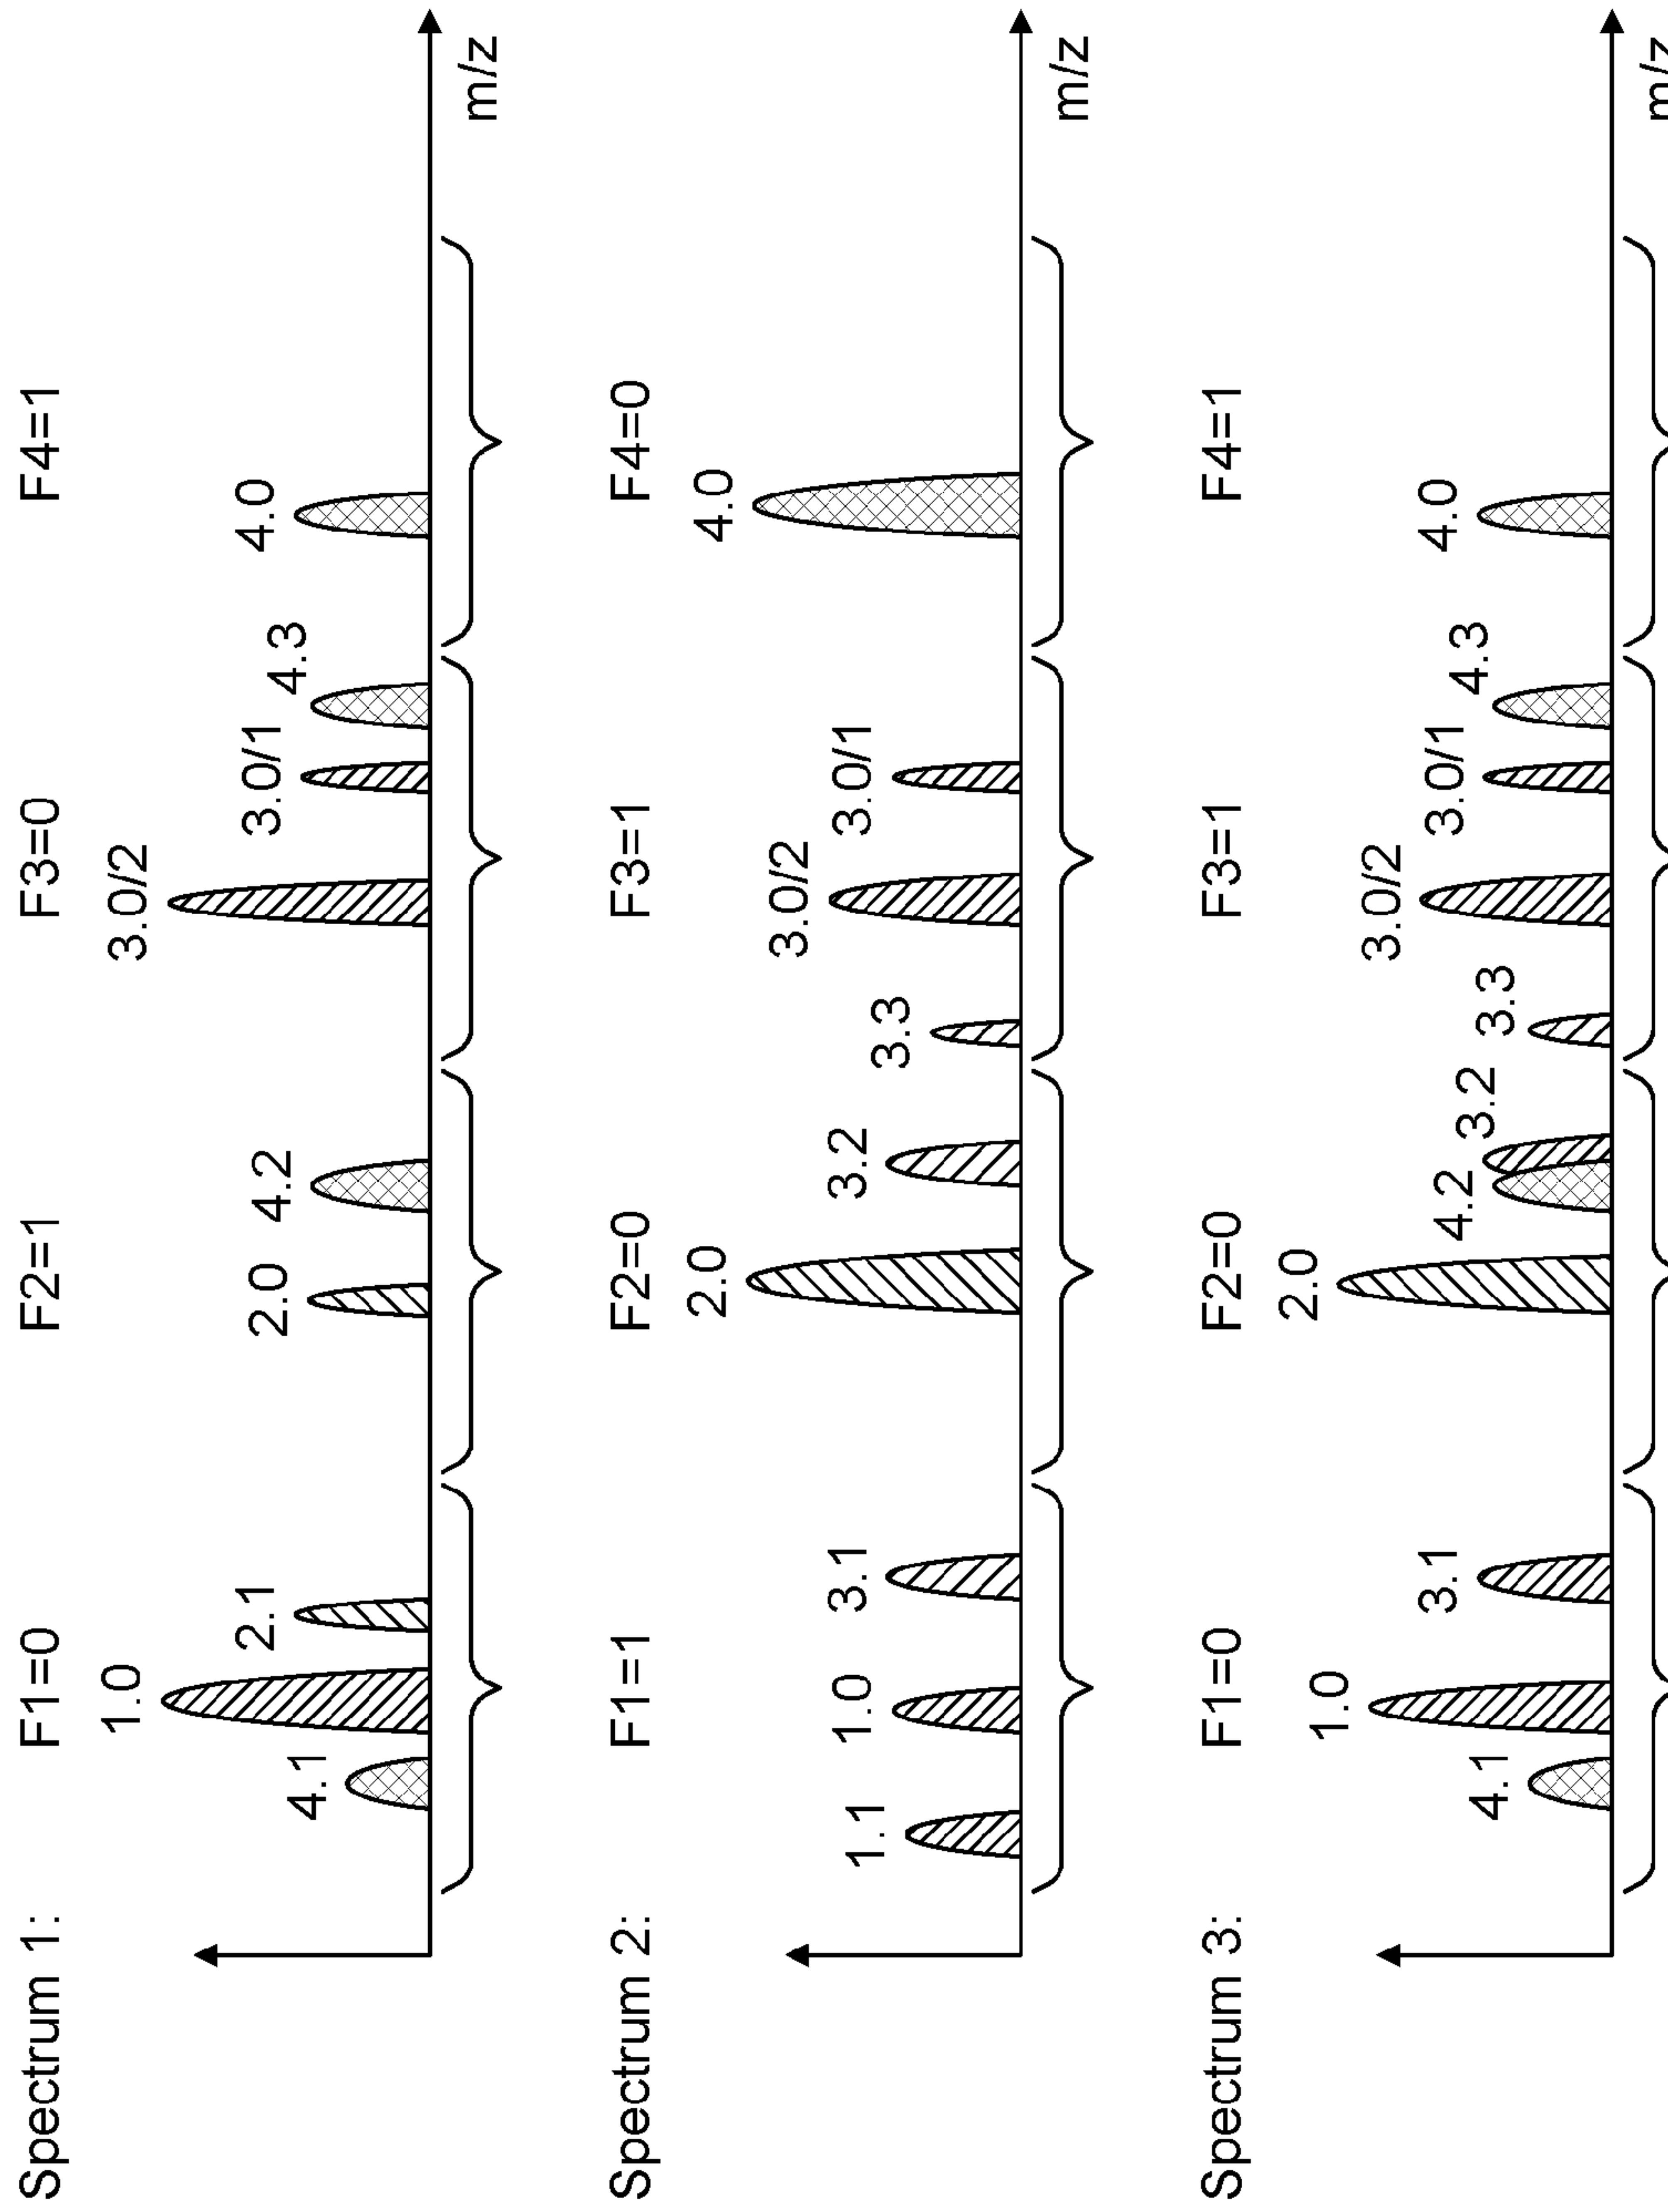 Spectrum 1:
F1=0 F2=1 F3=0 F4=1
4.1 1.0 2.1 2.0 4.2 3.0/2 3.0/1 4.3 4.0
m/z
Spectrum 2:
F1=1 F2=0 F3=1 F4=0
1.1 1.0 3.1 2.0 3.2 3.3 3.0/2 3.0/1 4.0
m/z
Spectrum 3:
F1=0 F2=0 F3=1 F4=1
4.1 1.0 3.1 2.0 4.2 3.2 3.3 3.0/2 3.0/1 4.3 4.0
m/z